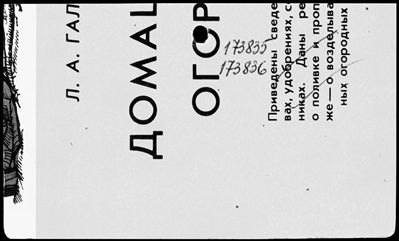 Л. А. ГАЛ
ДОМАШ
ОГОР
173835
173836
Приведены сведе
вах, удобрениях, с
никах. Даны ре
о поливке и проп
же — о возделыва
ных огородных